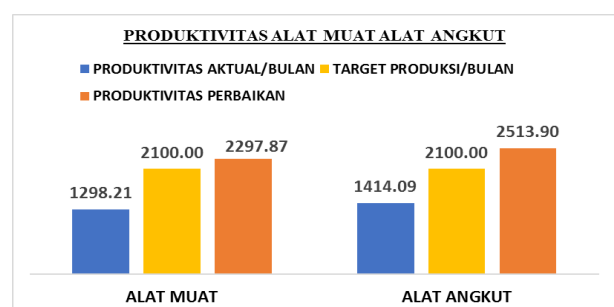 PRODUKTIVITAS ALAT MUAT ALAT ANGKUT
PRODUKTIVITAS AKTUAL/BULAN TARGET PRODUKSI/BULAN
PRODUKTIVITAS PERBAIKAN
1298.21 2100.00 2297.87 1414.09 2100.00 2513.90
ALAT MUAT ALAT ANGKUT